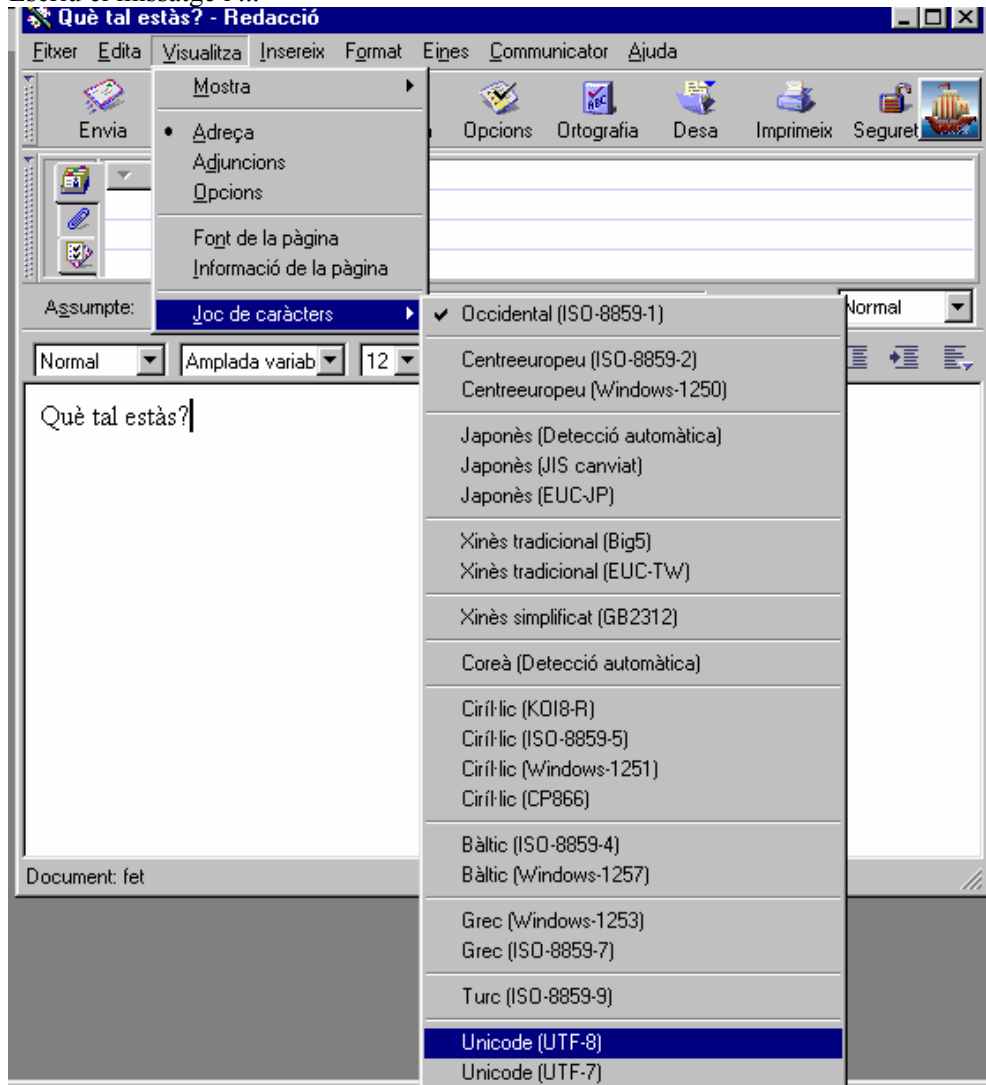 Què tal estàs? - Redacció
Fitxer Edita Visualitza Insereix Format Eines Communicator Ajuda
Envia Opcions Ortografia Desa Imprimeix Seguret
Mostra
Adreça
Adjuncions
Opcions
Font de la pàgina
Informació de la pàgina
Joc de caràcters
Assumpte: Normal
Normal Amplada variab 12
Què tal estàs?
Occidental (ISO-8859-1)
Centreeuropeu (ISO-8859-2)
Centreeuropeu (Windows-1250)
Japonès (Detecció automàtica)
Japonès (JIS canviat)
Japonès (EUC-JP)
Xinès tradicional (Big5)
Xinès tradicional (EUC-TW)
Xinès simplificat (GB2312)
Coreà (Detecció automàtica)
Ciríl·lic (KOI8-R)
Ciríl·lic (ISO-8859-5)
Ciríl·lic (Windows-1251)
Ciríl·lic (CP866)
Bàltic (ISO-8859-4)
Bàltic (Windows-1257)
Grec (Windows-1253)
Grec (ISO-8859-7)
Turc (ISO-8859-9)
Unicode (UTF-8)
Unicode (UTF-7)
Document: fet